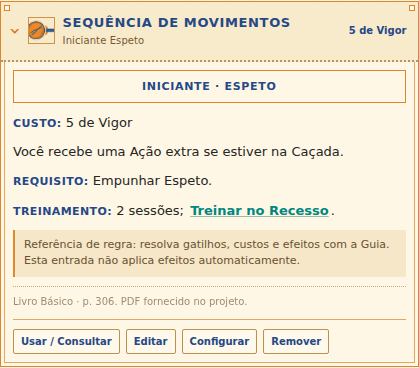 SEQUÊNCIA DE MOVIMENTOS
Iniciante Espeto
5 de Vigor
INICIANTE · ESPETO
CUSTO: 5 de Vigor
Você recebe uma Ação extra se estiver na Caçada.
REQUISITO: Empunhar Espeto.
TREINAMENTO: 2 sessões; Treinar no Recesso.
Referência de regra: resolva gatilhos, custos e efeitos com a Guia.
Esta entrada não aplica efeitos automaticamente.
Livro Básico · p. 306. PDF fornecido no projeto.
Usar / Consultar
Editar
Configurar
Remover